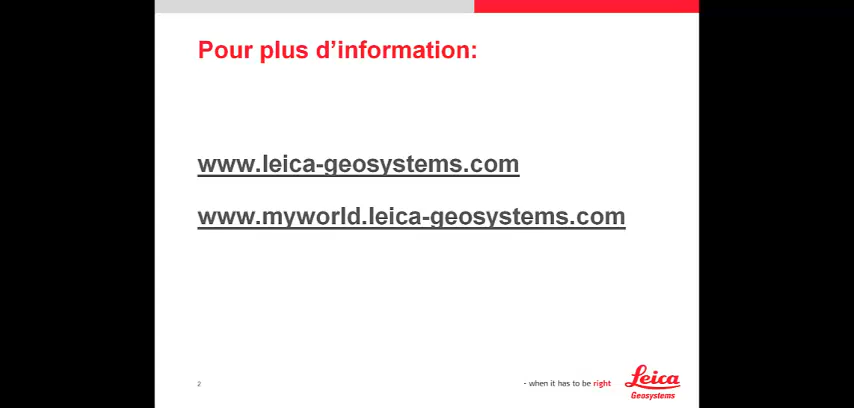 Pour plus d’information:
www.leica-geosystems.com
www.myworld.leica-geosystems.com
2
- when it has to be right
Leica
Geosystems